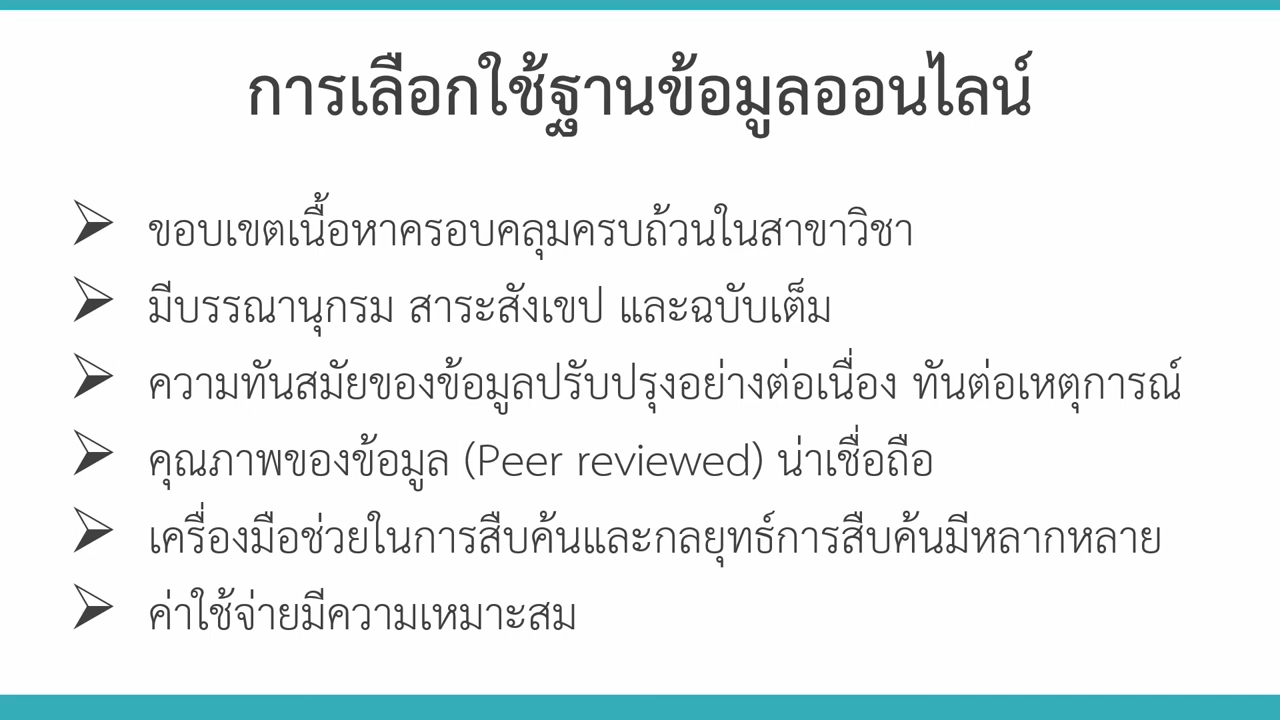 การเลือกใช้ฐานข้อมูลออนไลน์
ขอบเขตเนื้อหาครอบคลุมครบถ้วนในสาขาวิชา
มีบรรณานุกรม สาระสังเขป และฉบับเต็ม
ความทันสมัยของข้อมูลปรับปรุงอย่างต่อเนื่อง ทันต่อเหตุการณ์
คุณภาพของข้อมูล (Peer reviewed) น่าเชื่อถือ
เครื่องมือช่วยในการสืบค้นและกลยุทธ์การสืบค้นมีหลากหลาย
ค่าใช้จ่ายมีความเหมาะสม